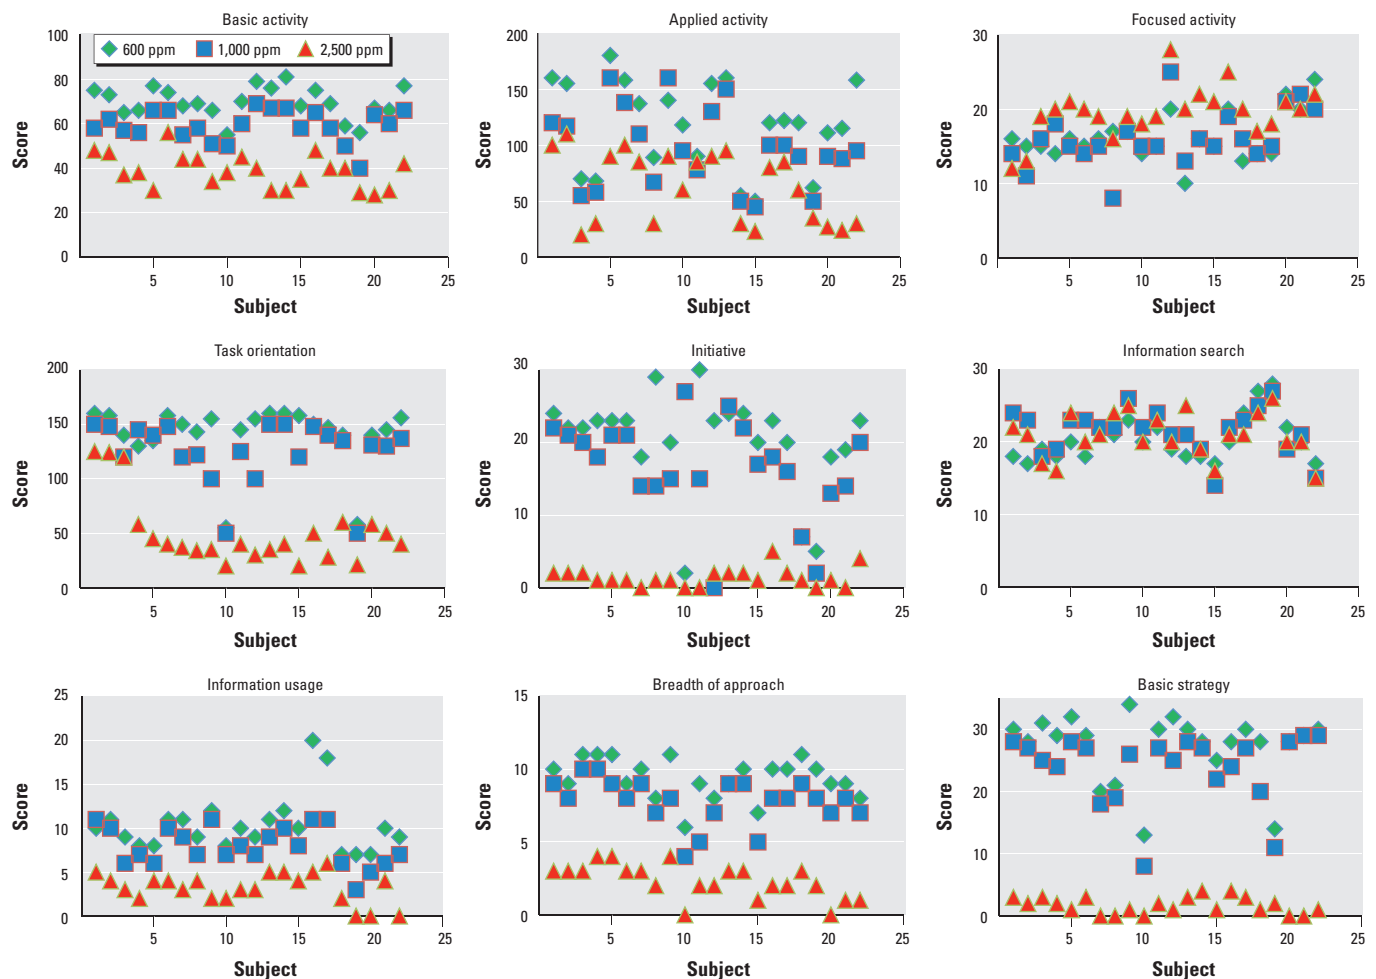 Basic activity
Applied activity
Focused activity
600 ppm 1,000 ppm 2,500 ppm
100
80
60
40
20
0
Score
5 10 15 20 25
Subject
200
150
100
50
0
Score
5 10 15 20 25
Subject
30
20
10
0
Score
5 10 15 20 25
Subject
Task orientation
Initiative
Information search
200
150
100
50
0
Score
5 10 15 20 25
Subject
30
20
10
0
Score
5 10 15 20 25
Subject
30
20
10
0
Score
5 10 15 20 25
Subject
Information usage
Breadth of approach
Basic strategy
25
20
15
10
5
0
Score
5 10 15 20 25
Subject
15
10
5
0
Score
5 10 15 20 25
Subject
30
20
10
0
Score
5 10 15 20 25
Subject